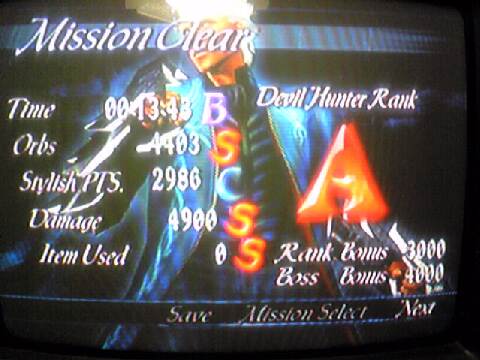 Mission Clear
Devil Hunter Rank
A
Time 00:13:43 B
Orbs 4403 S
Stylish PTS. 2986 C
Damage 4900 S
Item Used 0 S
Rank Bonus 3000
Boss Bonus 4000
Save Mission Select Next